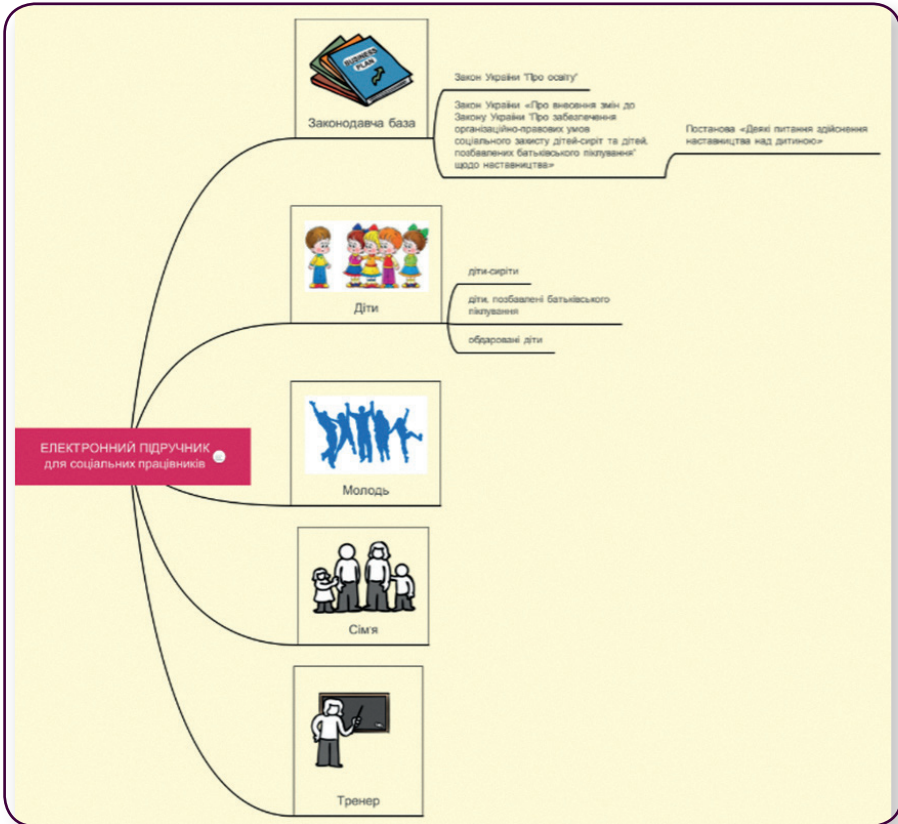 BUSINESS
PLAN
Законодавча база
Закон України "Про освіту"
Закон України «Про внесення змін до
Закону України "Про забезпечення
організаційно-правових умов
соціального захисту дітей-сиріт та дітей,
позбавлених батьківського піклування"
щодо наставництва»
Постанова «Деякі питання здійснення
наставництва над дитиною»
Діти
діти-сиріти
діти, позбавлені батьківського
піклування
обдаровані діти
ЕЛЕКТРОННИЙ ПІДРУЧНИК
для соціальних працівників
Молодь
Сім'я
Тренер